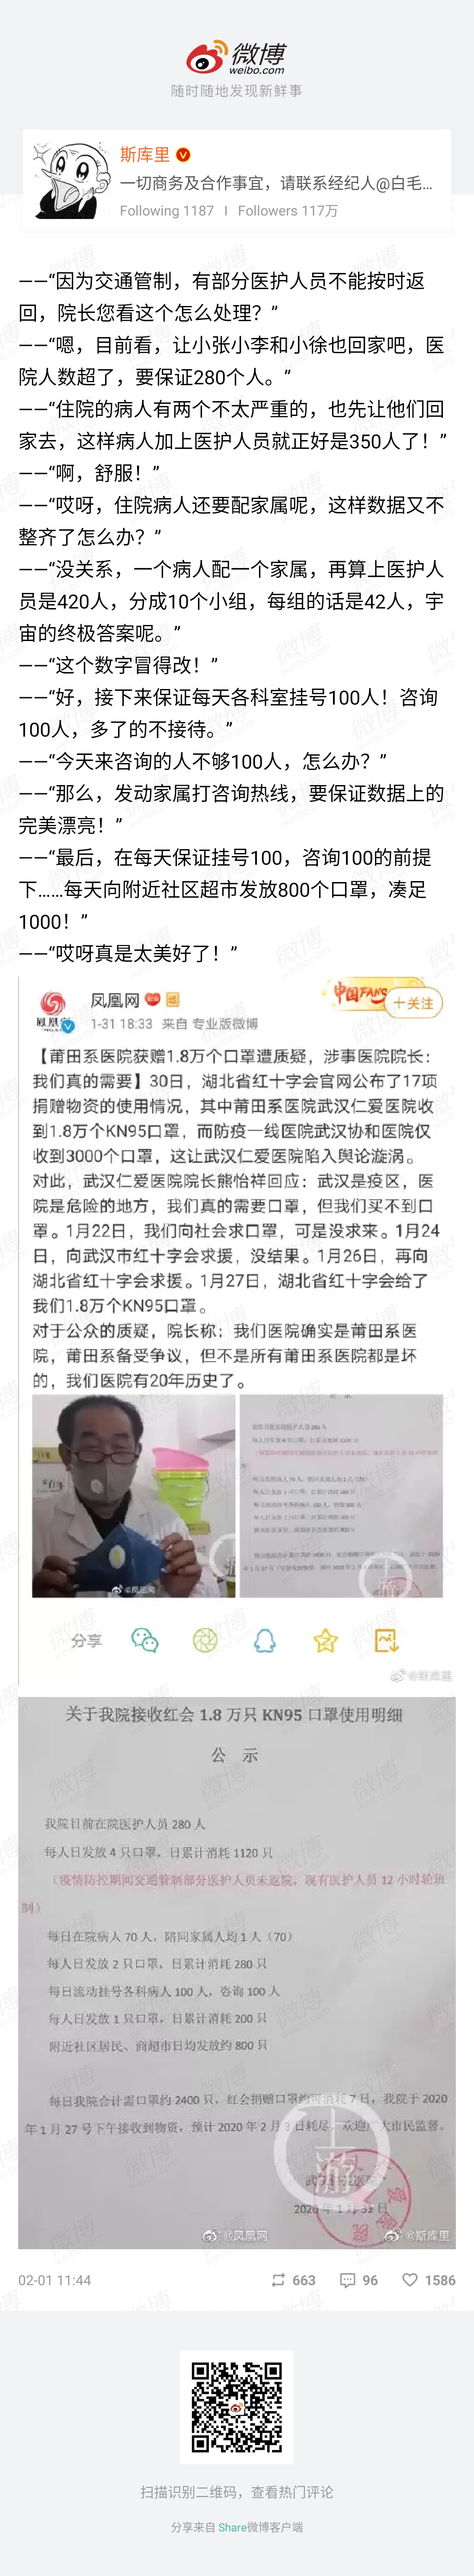 微博
weibo.com
随时随地发现新鲜事
斯库里
一切商务及合作事宜，请联系经纪人@白毛...
Following 1187 | Followers 117万
——“因为交通管制，有部分医护人员不能按时返
回，院长您看这个怎么处理？”
——“嗯，目前看，让小张小李和小徐也回家吧，医
院人数超了，要保证280个人。”
——“住院的病人有两个不太严重的，也先让他们回
家去，这样病人加上医护人员就正好是350人了！”
——“啊，舒服！”
——“哎呀，住院病人还要配家属呢，这样数据又不
整齐了怎么办？”
——“没关系，一个病人配一个家属，再算上医护人
员是420人，分成10个小组，每组的话是42人，宇
宙的终极答案呢。”
——“这个数字冒得改！”
——“好，接下来保证每天各科室挂号100人！咨询
100人，多了的不接待。”
——“今天来咨询的人不够100人，怎么办？”
——“那么，发动家属打咨询热线，要保证数据上的
完美漂亮！”
——“最后，在每天保证挂号100，咨询100的前提
下……每天向附近社区超市发放800个口罩，凑足
1000！”
——“哎呀真是太美好了！”
凤凰网
中国FANS
十关注
1-31 18:33 来自 专业版微博
【莆田系医院获赠1.8万个口罩遭质疑，涉事医院院长：
我们真的需要】30日，湖北省红十字会官网公布了17项
捐赠物资的使用情况，其中莆田系医院武汉仁爱医院收
到1.8万个KN95口罩，而防疫一线医院武汉协和医院仅
收到3000个口罩，这让武汉仁爱医院陷入舆论漩涡。
对此，武汉仁爱医院院长熊怡祥回应：武汉是疫区，医
院是危险的地方，我们真的需要口罩，但我们买不到口
罩。1月22日，我们向社会求口罩，可是没求来。1月24
日，向武汉市红十字会求援，没结果。1月26日，再向
湖北省红十字会求援。1月27日，湖北省红十字会给了
我们1.8万个KN95口罩。
对于公众的质疑，院长称：我们医院确实是莆田系医
院，莆田系备受争议，但不是所有莆田系医院都是坏
的，我们医院有20年历史了。
@凤凰网
分享
@斯库里
关于我院接收红会 1.8 万只 KN95 口罩使用明细
公 示
我院目前在院医护人员 280 人
每人日发放 4 只口罩，日累计消耗 1120 只
（疫情防控期间交通管制部分医护人员未返院，现有医护人员 12 小时轮班
制）
每日在院病人 70 人，陪同家属人均 1 人（70）
每人日发放 2 只口罩，日累计消耗 280 只
每日流动挂号各科病人 100 人，咨询 100 人
每人日发放 1 只口罩，日累计消耗 200 只
附近社区居民、商超市日均发放约 800 只
每日我院合计需口罩约 2400 只，红会捐赠口罩约可消耗 7 日，我院于 2020
年 1 月 27 号下午接收到物资，预计 2020 年 2 月 3 日耗尽。欢迎广大市民监督。
2020 年 1 月 31 日
@凤凰网
@斯库里
02-01 11:44
663
96
1586
扫描识别二维码，查看热门评论
分享来自 Share微博客户端